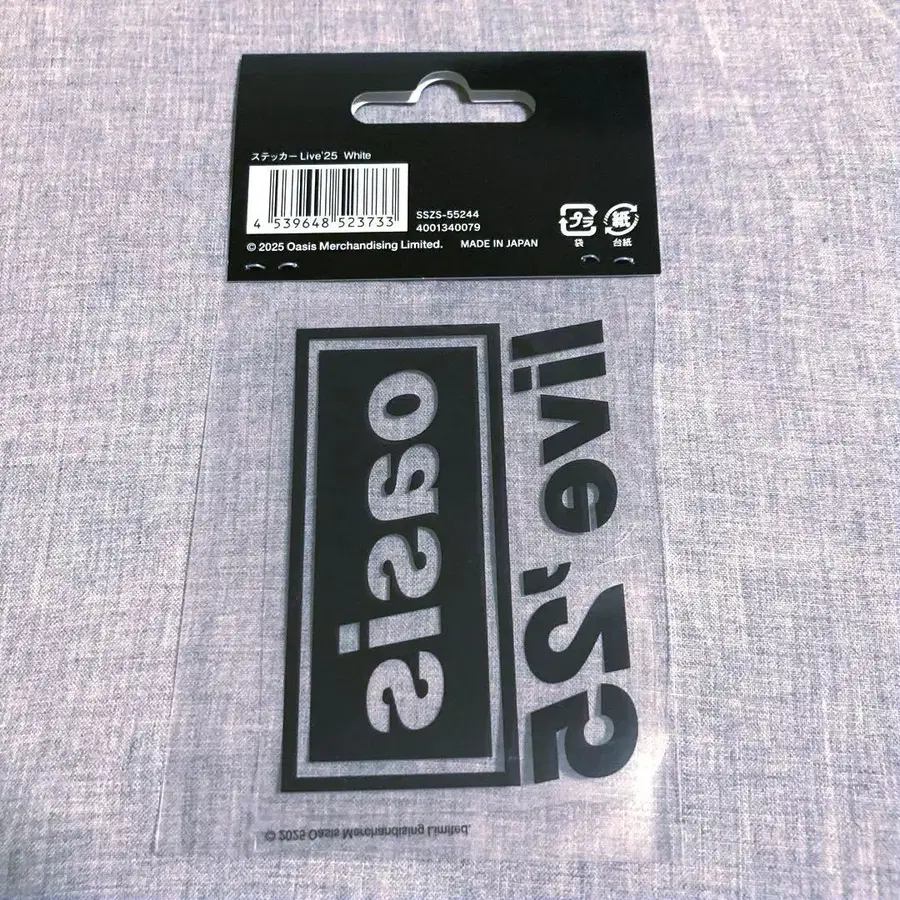 ステッカー Live'25 White
4 539648 523733
SSZS-55244
4001340079
© 2025 Oasis Merchandising Limited. MADE IN JAPAN
プラ
袋
紙
台紙
oasis
live '25
© 2025 Oasis Merchandising Limited.